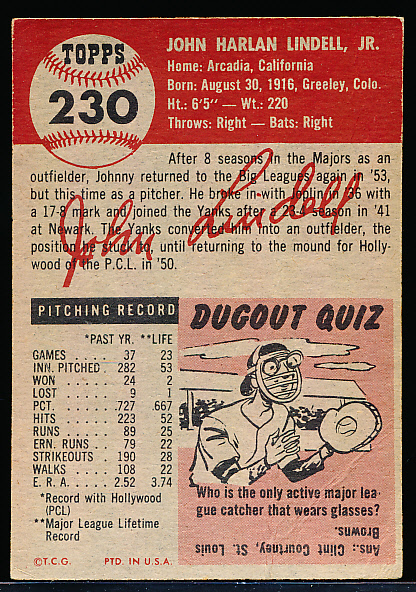 TOPPS
230
JOHN HARLAN LINDELL, JR.
Home: Arcadia, California
Born: August 30, 1916, Greeley, Colo.
Ht.: 6'5" — Wt.: 220
Throws: Right — Bats: Right
After 8 seasons in the Majors as an
outfielder, Johnny returned to the Big Leagues again in '53,
but this time as a pitcher. He broke in with Joplin in '36 with
a 17-8 mark and joined the Yanks after a 23-4 season in '41
at Newark. The Yanks converted him into an outfielder, the
position he stuck to, until returning to the mound for Holly-
wood of the P.C.L. in '50.
John Lindell
PITCHING RECORD
*PAST YR. **LIFE
GAMES 37 23
INN. PITCHED 282 53
WON 24 2
LOST 9 1
PCT. .727 .667
HITS 223 52
RUNS 89 25
ERN. RUNS 79 22
STRIKEOUTS 190 28
WALKS 108 22
E. R. A. 2.52 3.74
*Record with Hollywood
(PCL)
**Major League Lifetime
Record
©T.C.G. PTD. IN U.S.A.
DUGOUT QUIZ
Who is the only active major lea-
gue catcher that wears glasses?
Ans.: Clint Courtney, St. Louis
Browns.